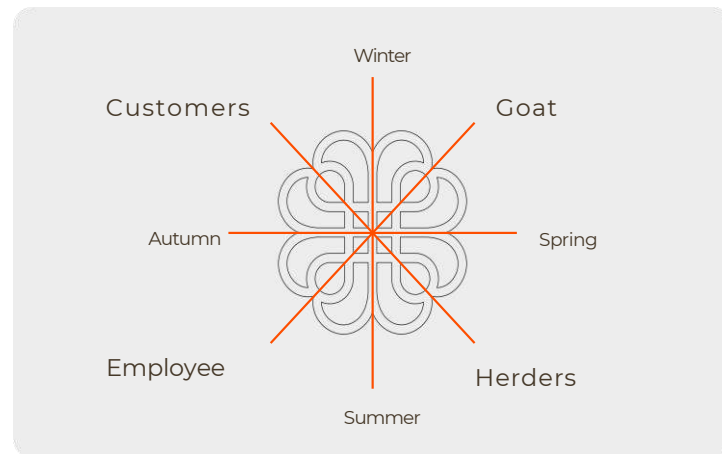 Winter
Customers
Goat
Autumn
Spring
Employee
Herders
Summer